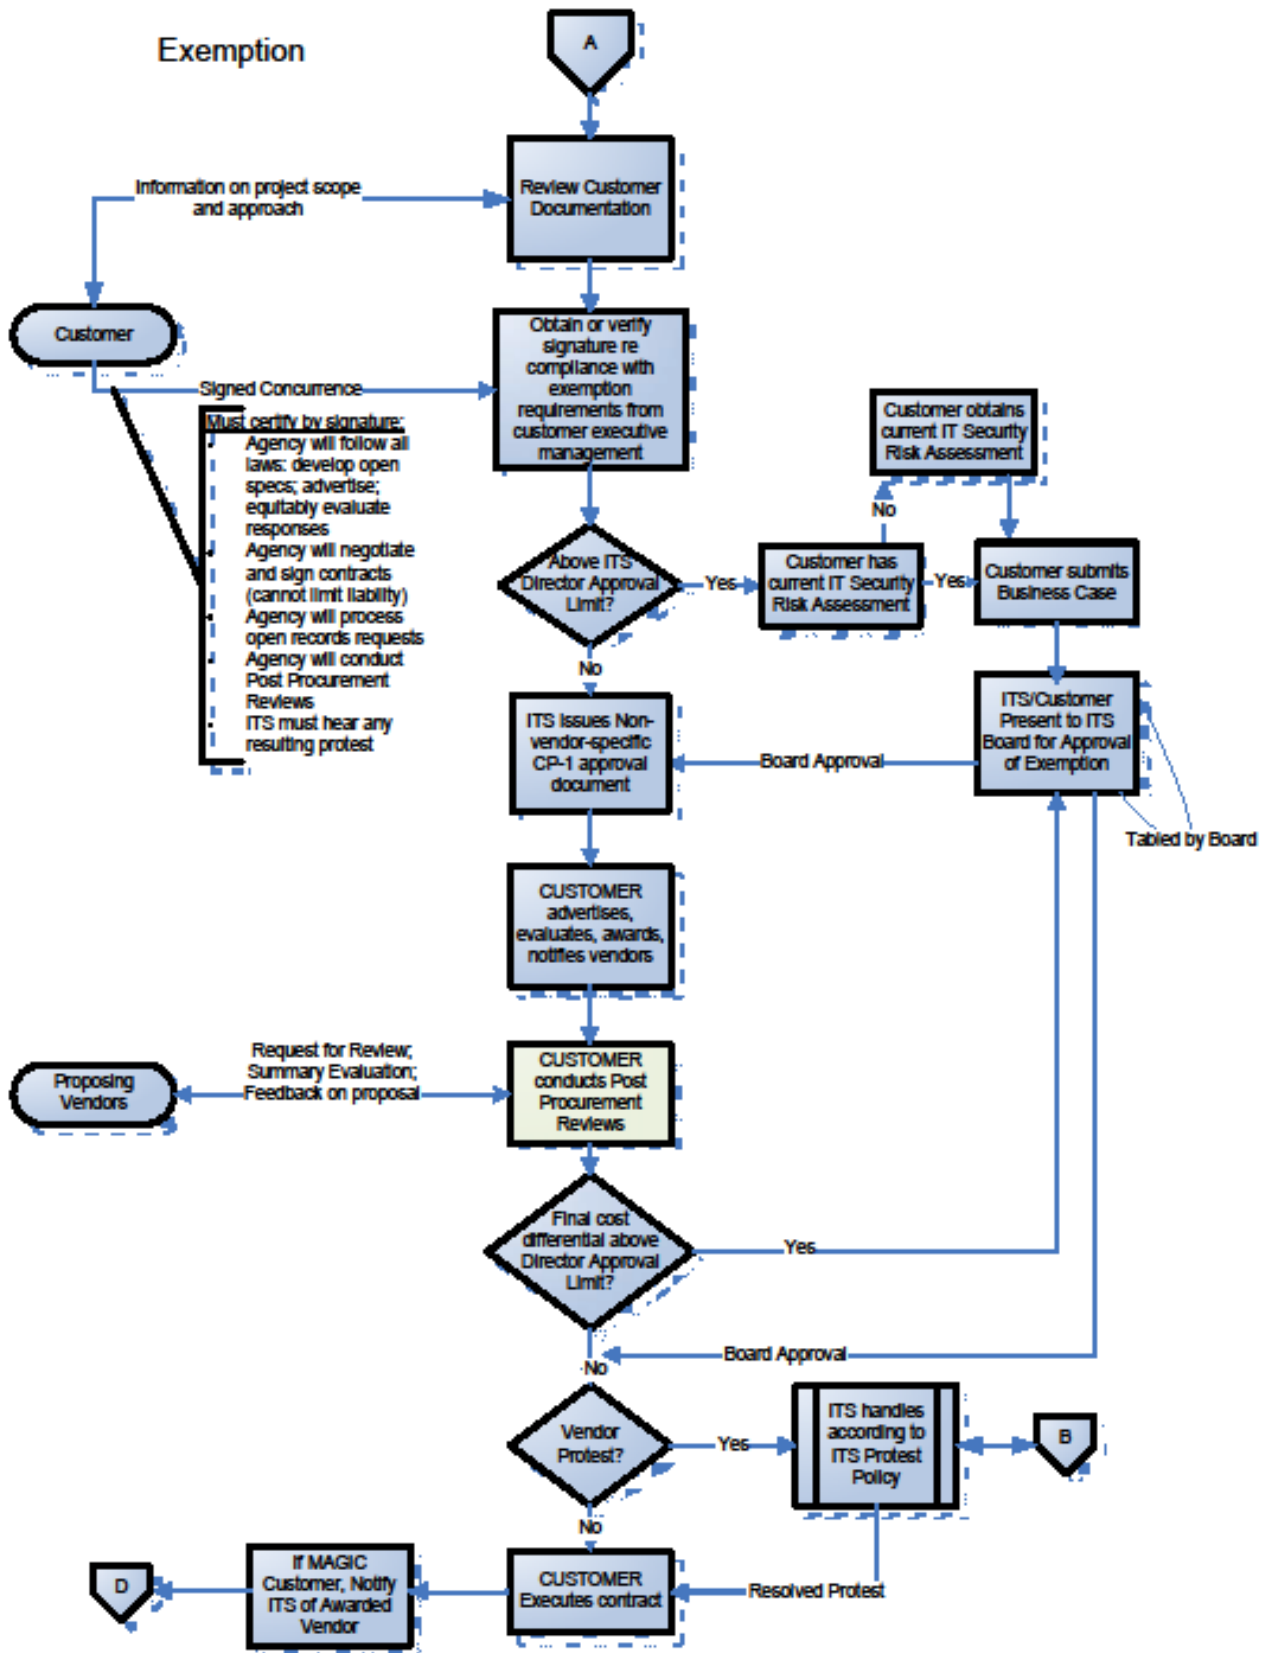 Exemption
A
Information on project scope
and approach
Review Customer
Documentation
Customer
Signed Concurrence
Obtain or verify
signature re
compliance with
exemption
requirements from
customer executive
management
Must certify by signature:
Agency will follow all
laws: develop open
specs; advertise;
equitably evaluate
responses
Agency will negotiate
and sign contracts
(cannot limit liability)
Agency will process
open records requests
Agency will conduct
Post Procurement
Reviews
ITS must hear any
resulting protest
Customer obtains
current IT Security
Risk Assessment
No
Above ITS
Director Approval
Limit?
Yes
Customer has
current IT Security
Risk Assessment
Yes
Customer submits
Business Case
No
ITS Issues Non-
vendor-specific
CP-1 approval
document
Board Approval
ITS/Customer
Present to ITS
Board for Approval
of Exemption
Tabled by Board
CUSTOMER
advertises,
evaluates, awards,
notifies vendors
Proposing
Vendors
Request for Review;
Summary Evaluation;
Feedback on proposal
CUSTOMER
conducts Post
Procurement
Reviews
Final cost
differential above
Director Approval
Limit?
Yes
Board Approval
No
Vendor
Protest?
Yes
ITS handles
according to
ITS Protest
Policy
B
No
D
If MAGIC
Customer, Notify
ITS of Awarded
Vendor
CUSTOMER
Executes contract
Resolved Protest